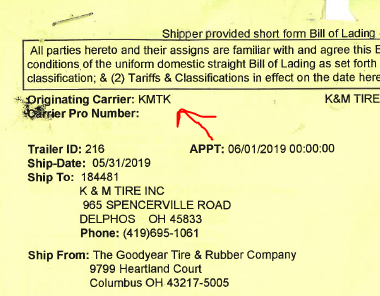 Shipper provided short form Bill of Lading
All parties hereto and their assigns are familiar with and agree this
conditions of the uniform domestic straight Bill of Lading as set forth
classification; & (2) Tariffs & Classifications in effect on the date here
Originating Carrier: KMTK K&M TIRE
Carrier Pro Number:
Trailer ID: 216 APPT: 06/01/2019 00:00:00
Ship-Date: 05/31/2019
Ship To: 184481
K & M TIRE INC
965 SPENCERVILLE ROAD
DELPHOS OH 45833
Phone: (419)695-1061
Ship From: The Goodyear Tire & Rubber Company
9799 Heartland Court
Columbus OH 43217-5005